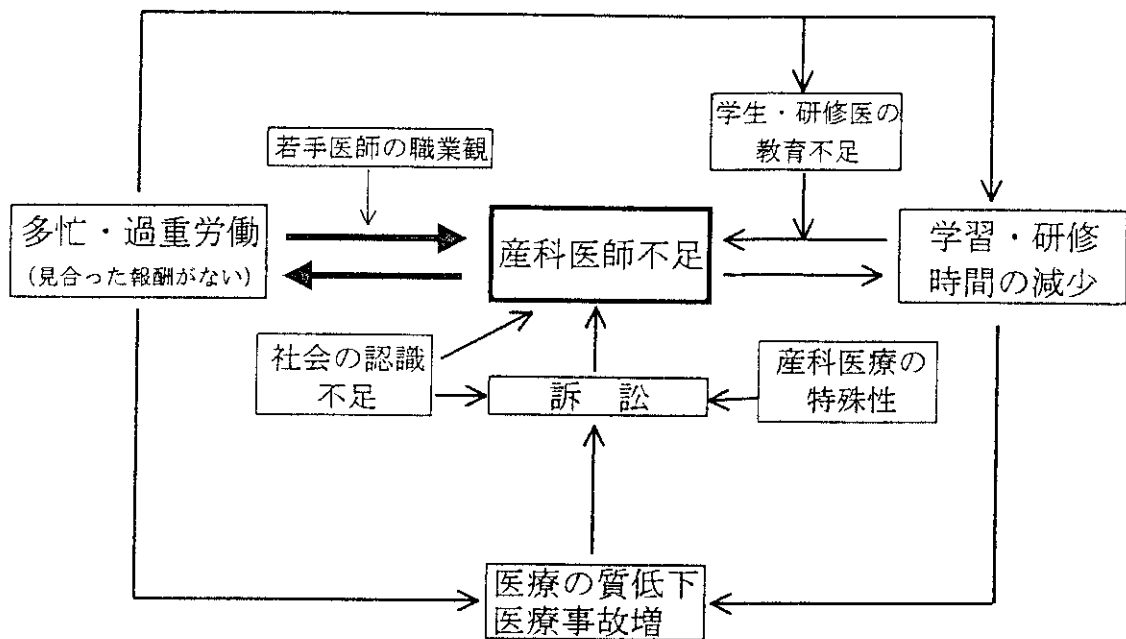 学生・研修医の
教育不足
若手医師の職業観
多忙・過重労働
(見合った報酬がない)
産科医師不足
学習・研修
時間の減少
社会の認識
不足
訴訟
産科医療の
特殊性
医療の質低下
医療事故増